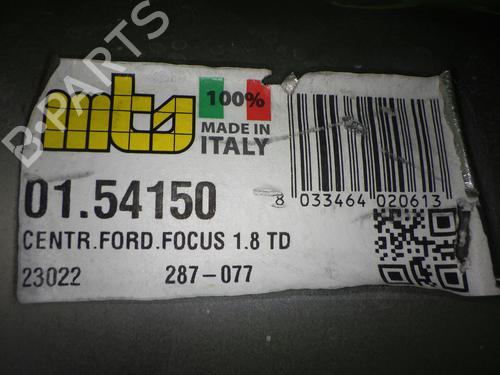 B-PARTS
mts
100%
MADE IN
ITALY
01.54150
8 033464 020613
CENTR.FORD.FOCUS 1.8 TD
23022 287-077